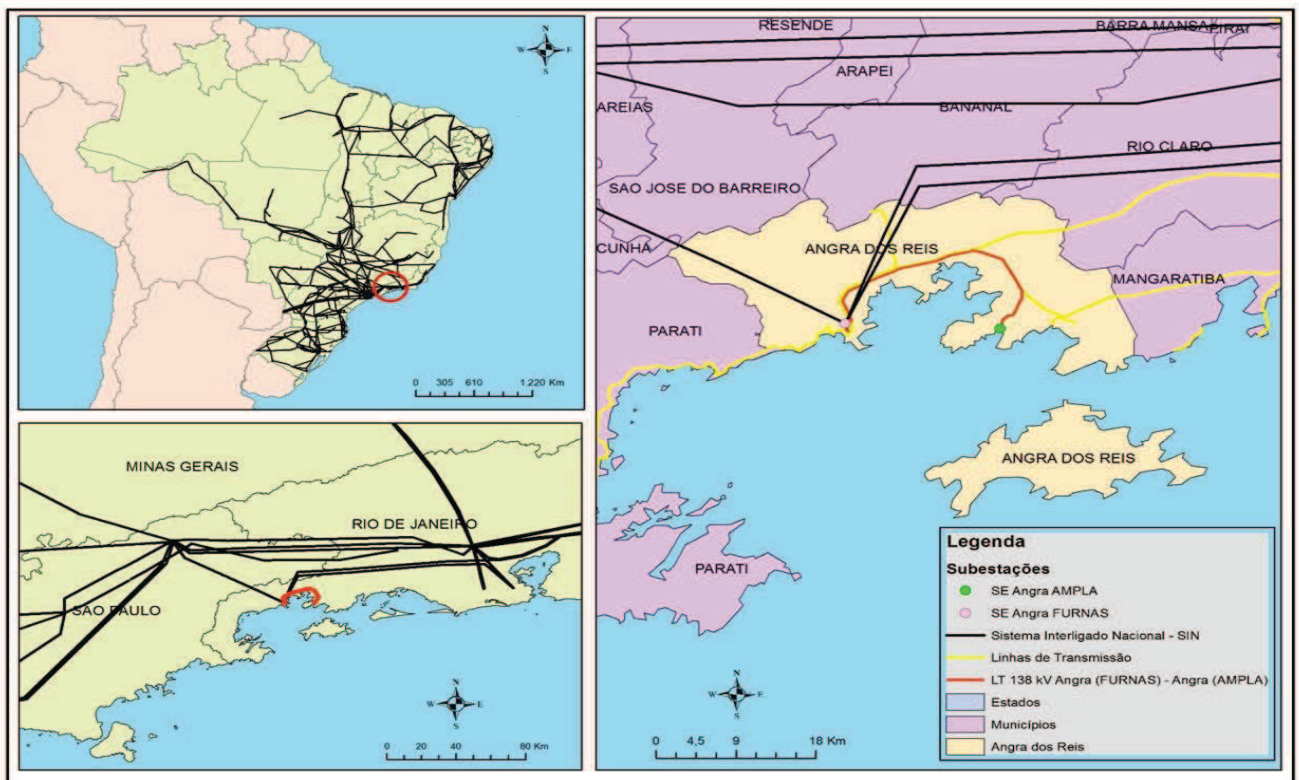 N
W E
S
0 305 610 1.220 Km
MINAS GERAIS
RIO DE JANEIRO
SAO PAULO
N
W E
S
0 20 40 80 Km
RESENDE
BARRA MANSA
PIRAI
ARAPEI
AREIAS
BANANAL
RIO CLARO
SAO JOSE DO BARREIRO
CUNHA
ANGRA DOS REIS
MANGARATIBA
PARATI
ANGRA DOS REIS
PARATI
N
W E
S
0 4,5 9 18 Km
Legenda
Subestações
SE Angra AMPLA
SE Angra FURNAS
Sistema Interligado Nacional - SIN
Linhas de Transmissão
LT 138 kV Angra (FURNAS) - Angra (AMPLA)
Estados
Municípios
Angra dos Reis